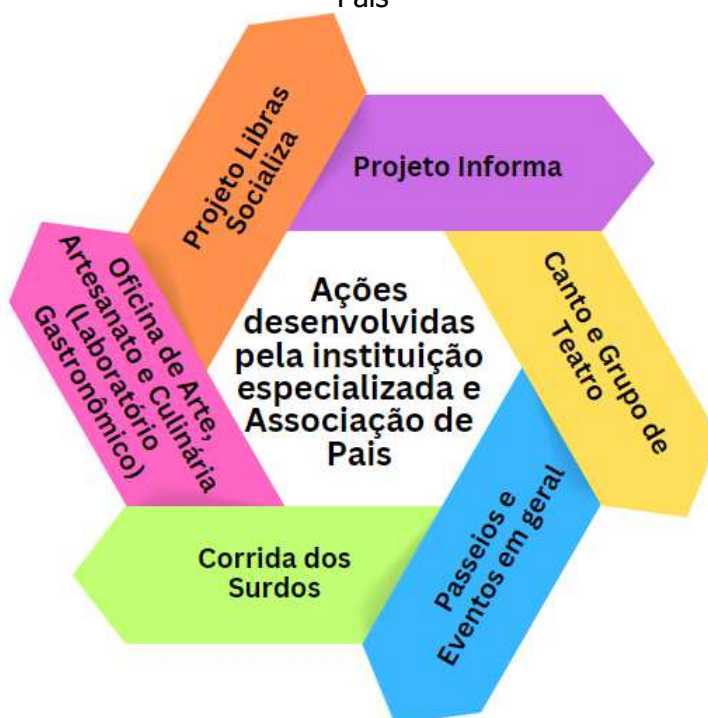 Pais
Projeto Libras
Socializa
Projeto Informa
Canto e Grupo de
Teatro
Passeios e
Eventos em geral
Corrida dos
Surdos
Oficina de Arte,
Artesanato e Culinária
(Laboratório
Gastronômico)
Ações
desenvolvidas
pela instituição
especializada e
Associação de
Pais